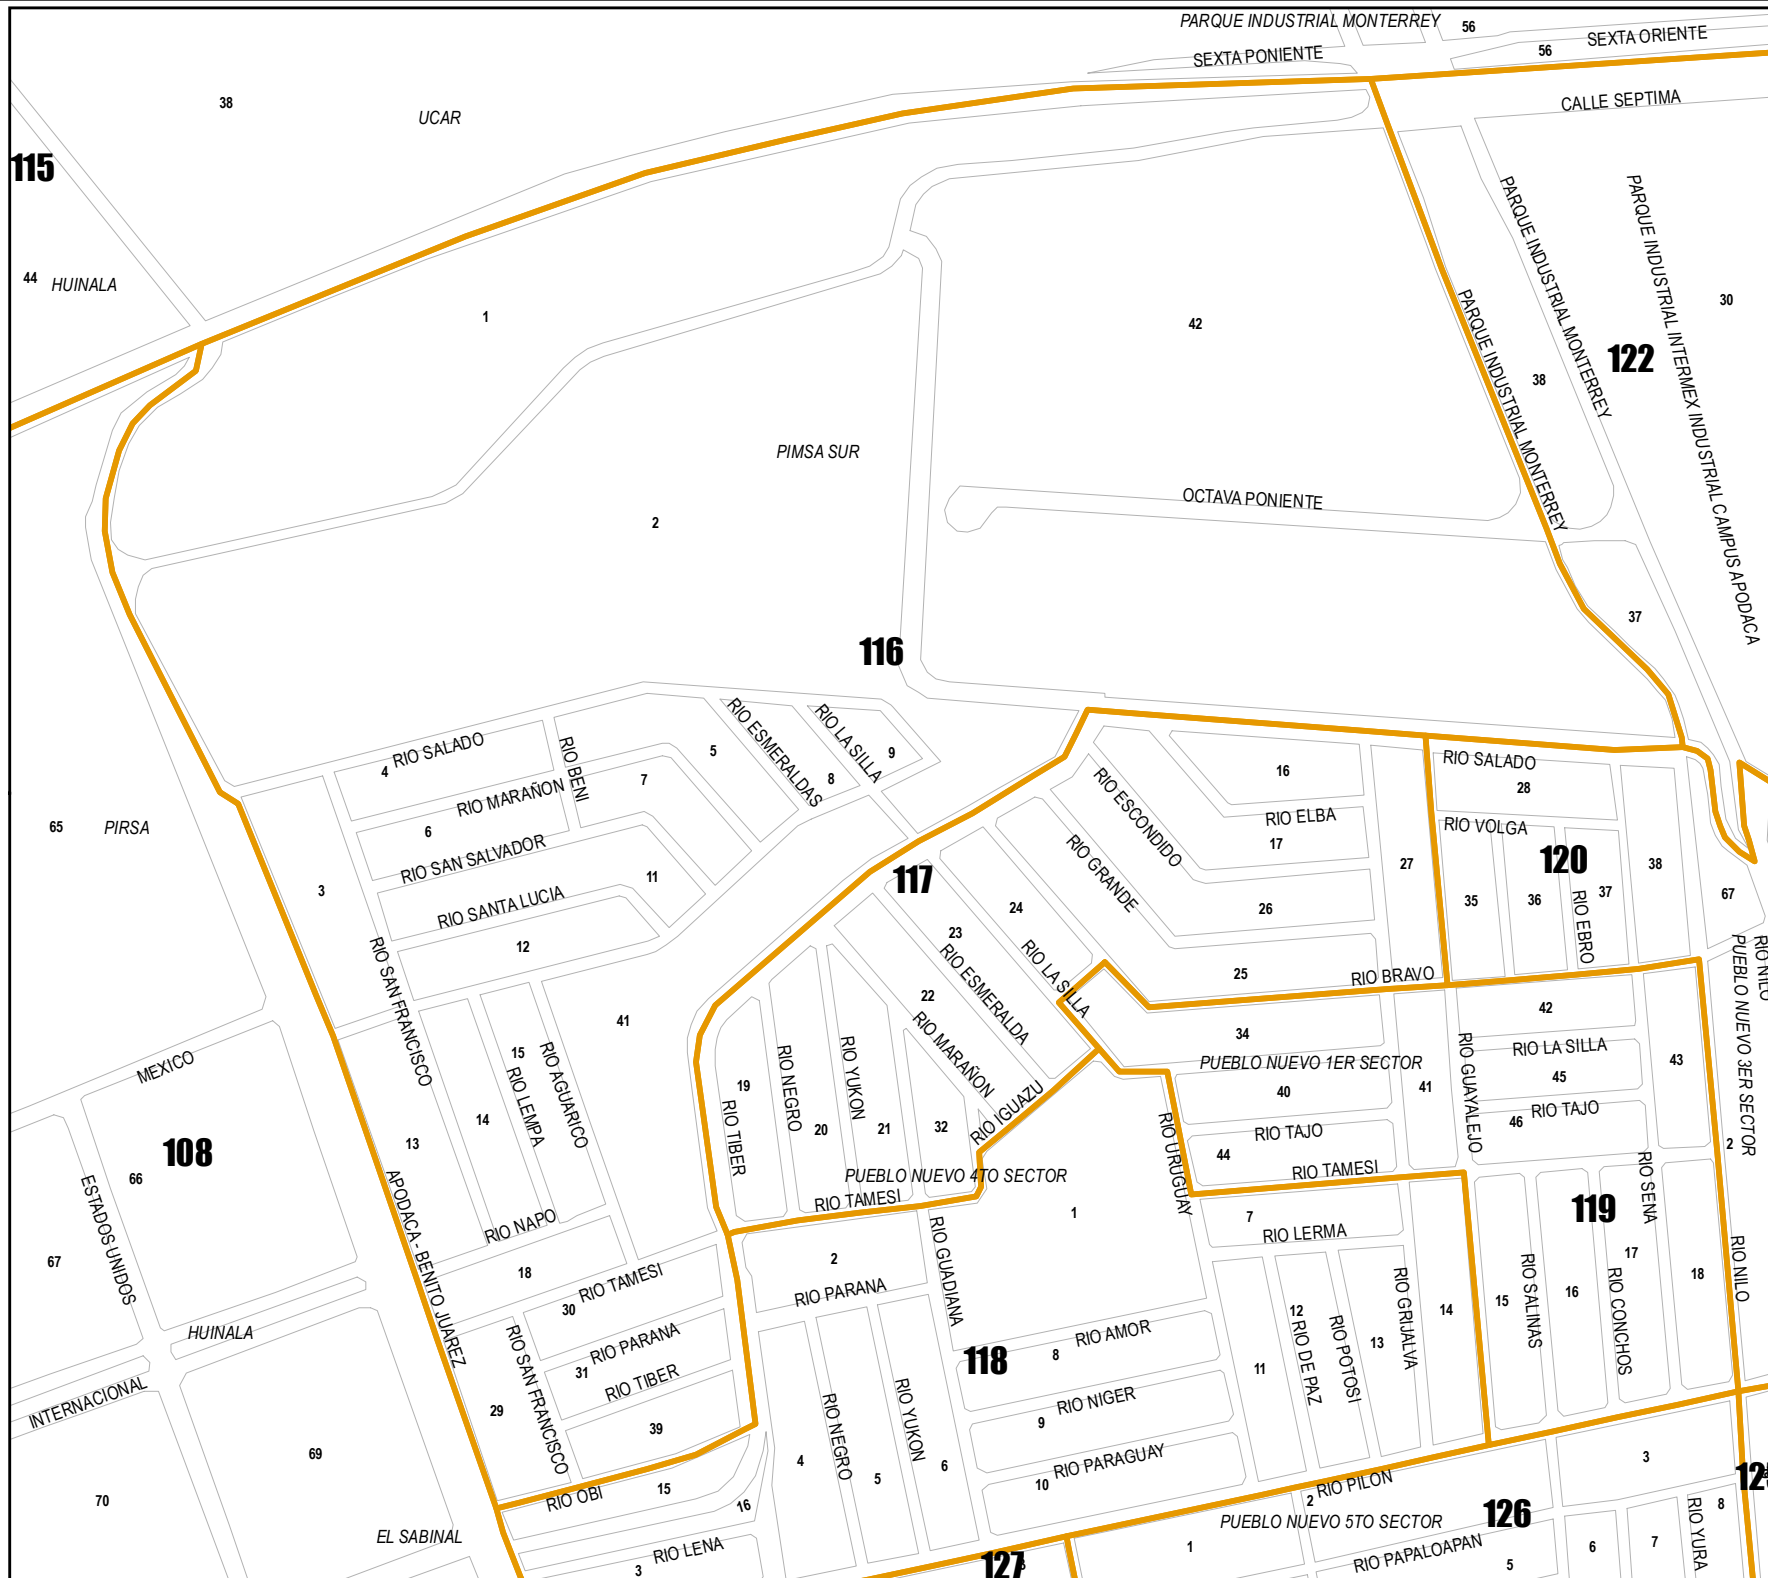 PARQUE INDUSTRIAL MONTERREY
56
SEXTA ORIENTE
SEXTA PONIENTE
56
38
UCAR
CALLE SEPTIMA
115
44
HUINALA
1
42
PARQUE INDUSTRIAL MONTERREY
PARQUE INDUSTRIAL INTERMEX INDUSTRIAL CAMPUS APODACA
30
PARQUE INDUSTRIAL MONTERREY
38
122
PIMSA SUR
2
OCTAVA PONIENTE
37
116
RIO SALADO
4
RIO BENI
5
RIO ESMERALDAS
RIO LA SILLA
9
8
7
RIO MARAÑON
6
RIO SAN SALVADOR
11
RIO SANTA LUCIA
12
3
65
PIRSA
RIO SAN FRANCISCO
16
RIO ESCONDIDO
RIO ELBA
17
RIO GRANDE
RIO SALADO
28
RIO VOLGA
120
27
35
36
RIO EBRO
37
38
67
117
24
23
26
25
RIO BRAVO
RIO LA SILLA
RIO ESMERALDA
22
RIO MARAÑON
RIO NILO
PUEBLO NUEVO 3ER SECTOR
42
34
PUEBLO NUEVO 1ER SECTOR
RIO GUAYALEJO
RIO LA SILLA
45
43
41
15
RIO AGUARICO
RIO LEMPA
14
13
MEXICO
19
RIO NEGRO
RIO YUKON
RIO TIBER
20
21
32
RIO IGUAZU
40
41
RIO TAJO
46
RIO TAJO
44
RIO URUGUAY
RIO TAMESI
2
108
66
ESTADOS UNIDOS
67
APODACA - BENITO JUAREZ
RIO NAPO
18
PUEBLO NUEVO 4TO SECTOR
RIO TAMESI
1
7
RIO LERMA
RIO SENA
119
17
RIO NILO
18
RIO GUADIANA
2
RIO TAMESI
30
RIO PARANA
RIO PARANA
31
RIO TIBER
RIO SAN FRANCISCO
29
39
HUINALA
INTERNACIONAL
69
70
EL SABINAL
RIO OBI
15
16
RIO LENA
3
4
RIO NEGRO
5
RIO YUKON
6
118
RIO AMOR
8
RIO NIGER
9
RIO PARAGUAY
10
11
12
RIO DE PAZ
RIO POTOSI
13
RIO GRIJALVA
14
15
RIO SALINAS
16
RIO CONCHOS
RIO PILON
2
PUEBLO NUEVO 5TO SECTOR
126
3
8
RIO YURA
7
6
RIO PAPALOAPAN
5
1
127